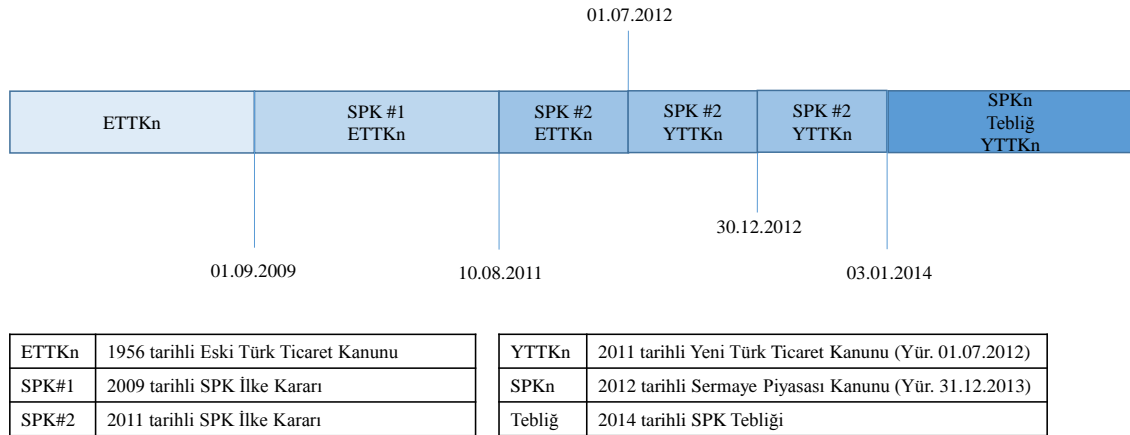 01.07.2012
ETTKn
SPK #1
ETTKn
SPK #2
ETTKn
SPK #2
YTTKn
SPK #2
YTTKn
SPKn
Tebliğ
YTTKn
30.12.2012
01.09.2009
10.08.2011
03.01.2014
ETTKn 1956 tarihli Eski Türk Ticaret Kanunu
SPK#1 2009 tarihli SPK İlke Kararı
SPK#2 2011 tarihli SPK İlke Kararı
YTTKn 2011 tarihli Yeni Türk Ticaret Kanunu (Yür. 01.07.2012)
SPKn 2012 tarihli Sermaye Piyasası Kanunu (Yür. 31.12.2013)
Tebliğ 2014 tarihli SPK Tebliği